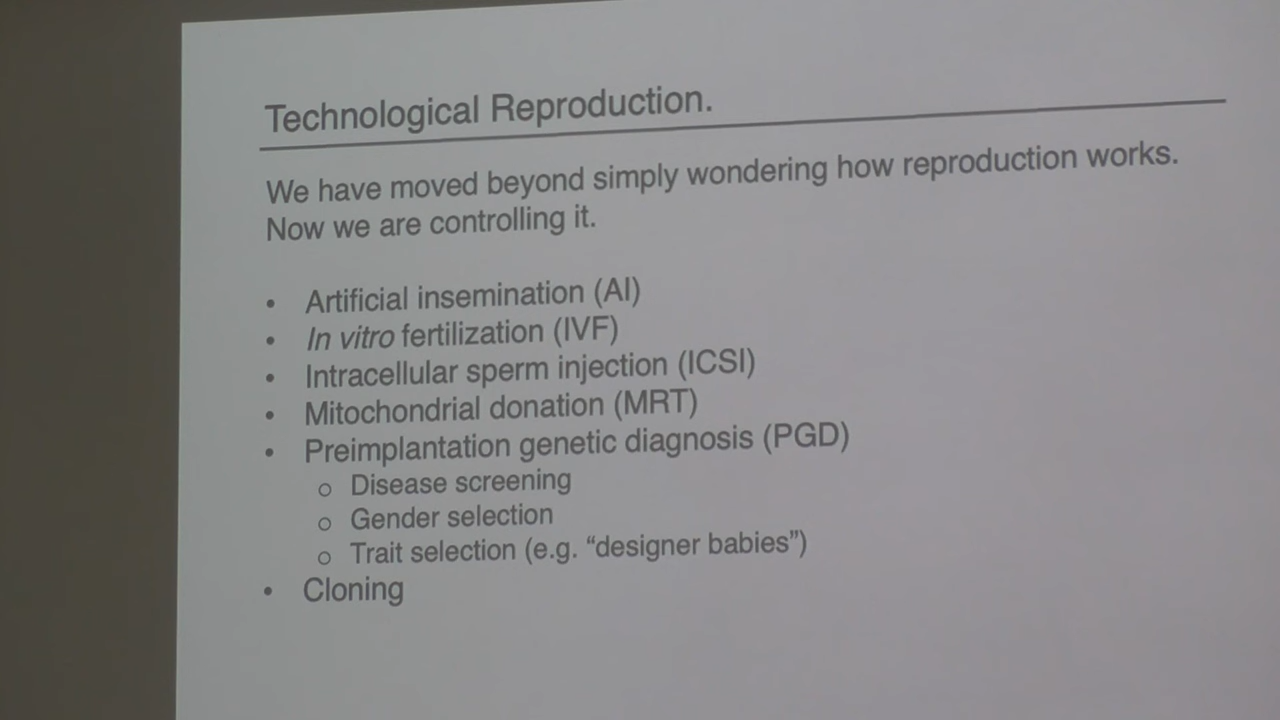 Technological Reproduction.
We have moved beyond simply wondering how reproduction works.
Now we are controlling it.
• Artificial insemination (AI)
• In vitro fertilization (IVF)
• Intracellular sperm injection (ICSI)
• Mitochondrial donation (MRT)
• Preimplantation genetic diagnosis (PGD)
o Disease screening
o Gender selection
o Trait selection (e.g. “designer babies”)
• Cloning